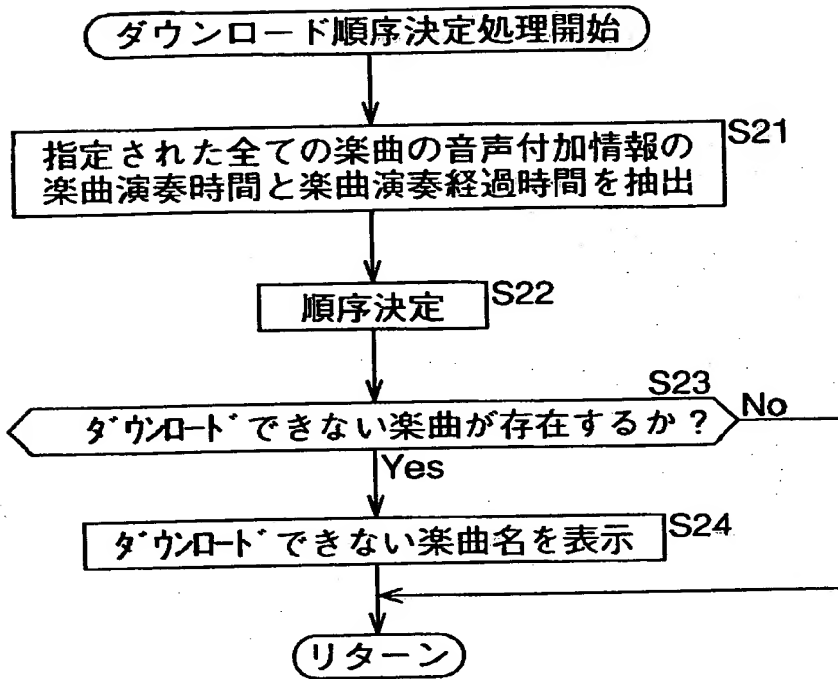 ダウンロード順序決定処理開始
S21
指定された全ての楽曲の音声付加情報の
楽曲演奏時間と楽曲演奏経過時間を抽出
順序決定
S22
S23
ダウンロードできない楽曲が存在するか？
No
Yes
ダウンロードできない楽曲名を表示
S24
リターン